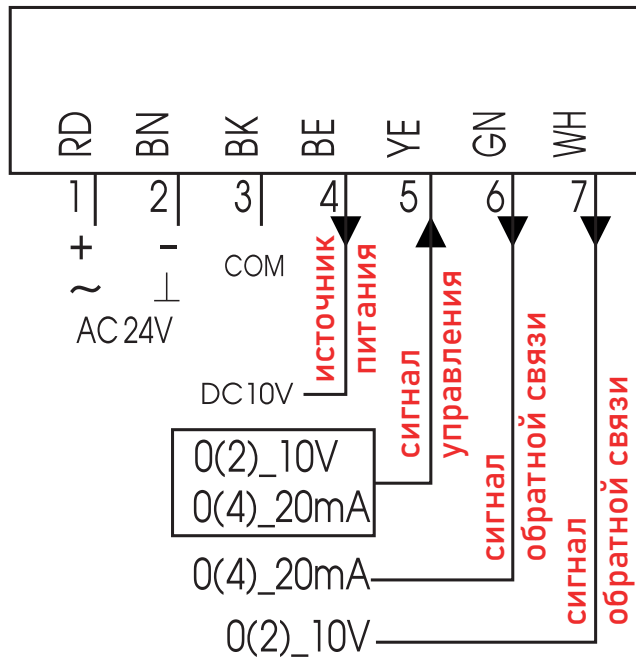 RD BN BK BE YE GN WH
1 2 3 4 5 6 7
+ -
~ ⊥
COM
AC 24V
источник
питания
DC 10V
сигнал
управления
0(2)_10V
0(4)_20mA
сигнал
обратной связи
0(4)_20mA
сигнал
обратной связи
0(2)_10V